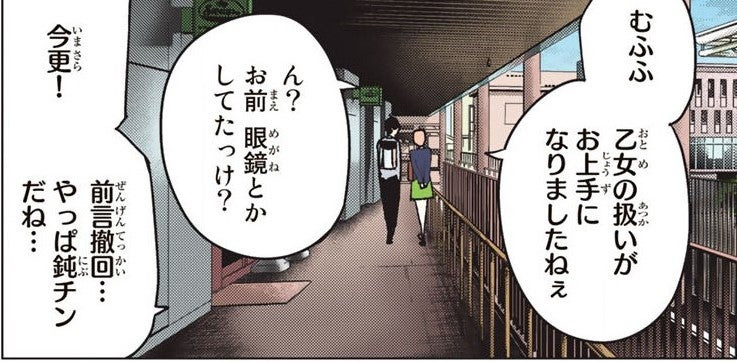 むふふ
乙女の扱いが
お上手に
なりましたねぇ
ん？
お前 眼鏡とか
してたっけ？
今更！
前言撤回…
やっぱ鈍チン
だね…